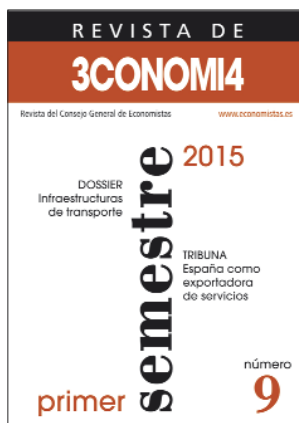 REVISTA DE
3CONOMI4
Revista del Consejo General de Economistas
www.economistas.es
2015
DOSSIER
Infraestructuras
de transporte
semestre
TRIBUNA
España como
exportadora
de servicios
número
9
primer